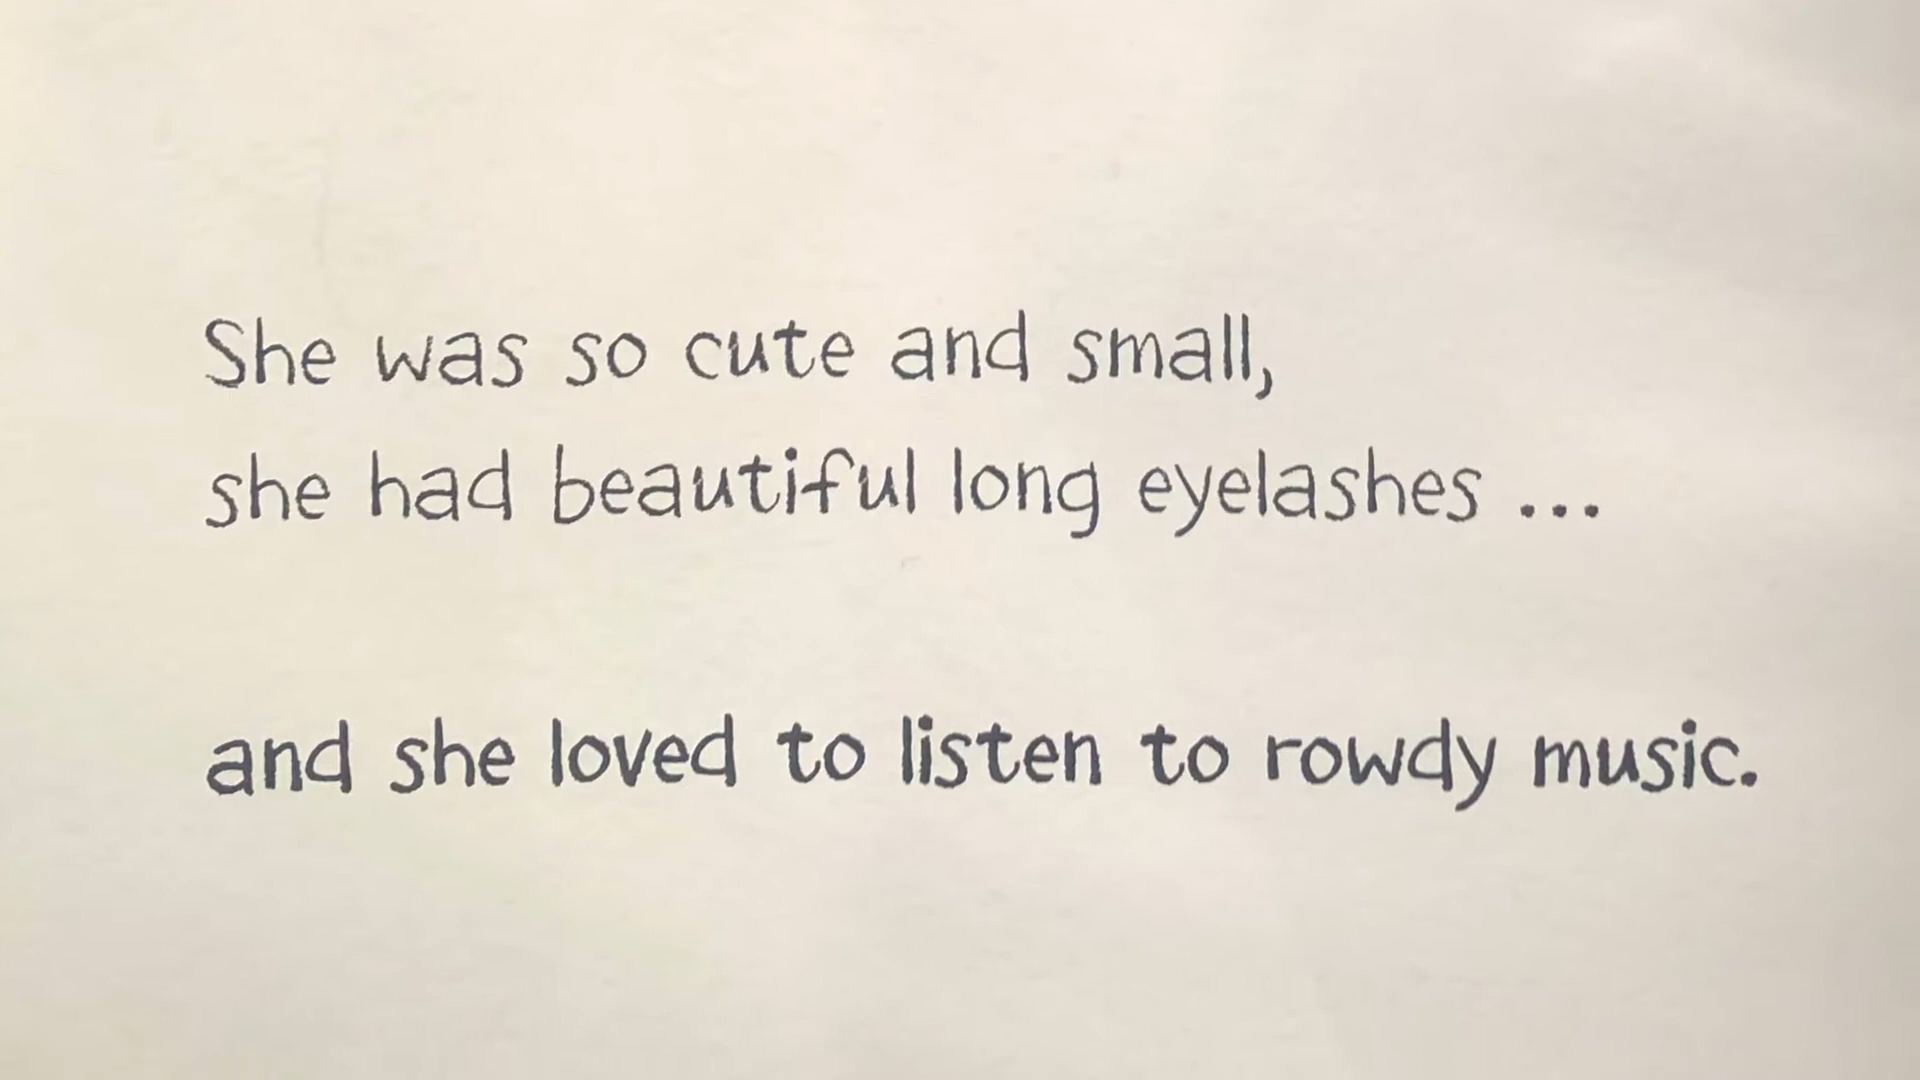 She was so cute and small,
she had beautiful long eyelashes ...
and she loved to listen to rowdy music.